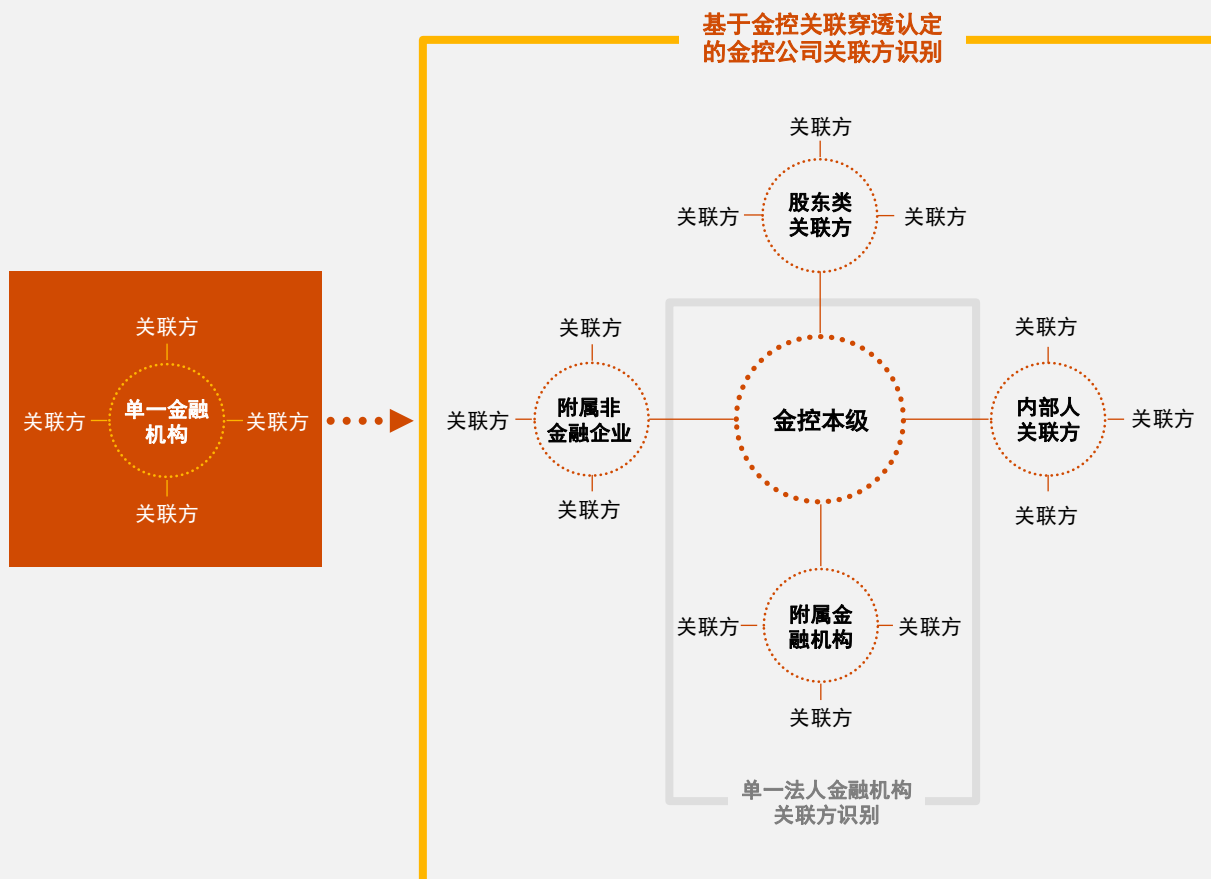 基于金控关联穿透认定
的金控公司关联方识别
关联方
关联方
股东类
关联方
关联方
关联方
关联方
单一金融
机构
关联方
关联方
关联方
关联方
附属非
金融企业
关联方
金控本级
关联方
内部人
关联方
关联方
关联方
关联方
附属金
融机构
关联方
关联方
单一法人金融机构
关联方识别